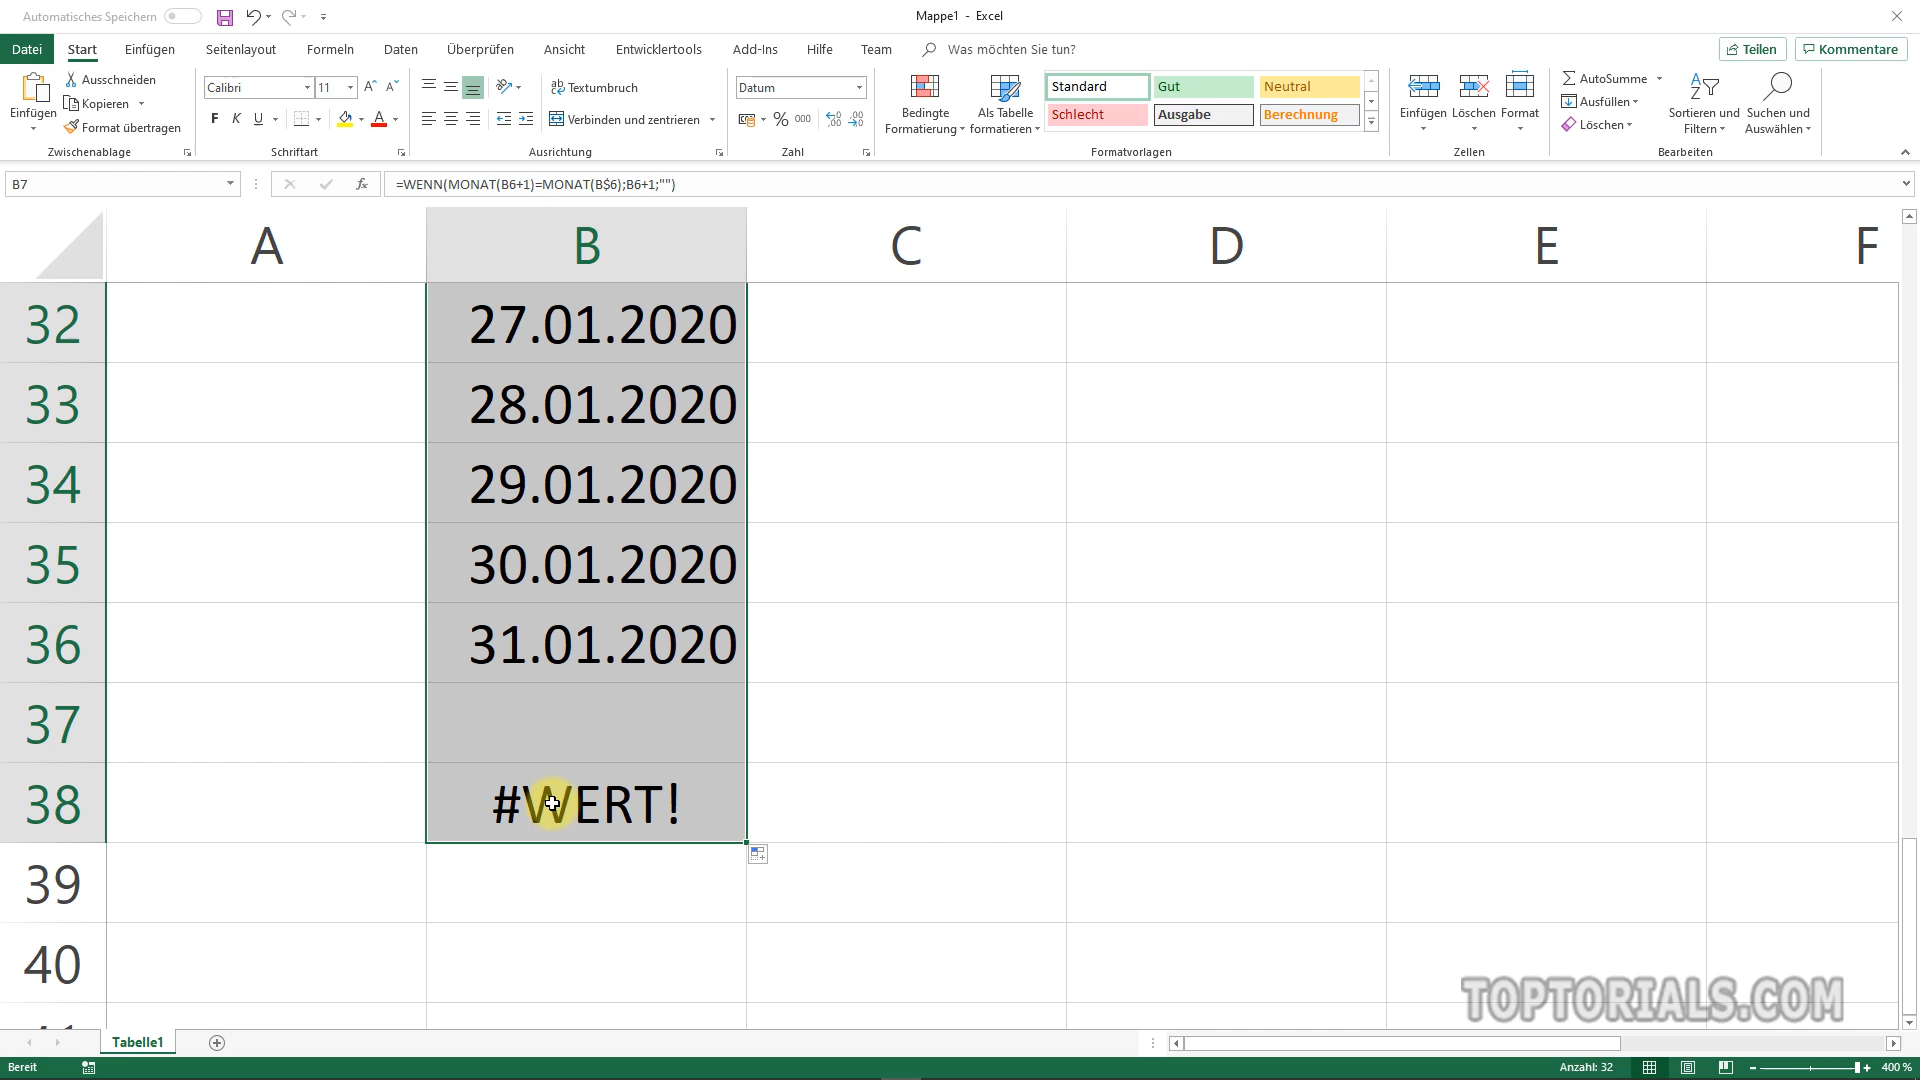 Automatisches Speichern
Mappe1 - Excel
Datei Start Einfügen Seitenlayout Formeln Daten Überprüfen Ansicht Entwicklertools Add-Ins Hilfe Team Was möchten Sie tun? Teilen Kommentare
Einfügen
Ausschneiden
Kopieren
Format übertragen
Zwischenablage
Calibri 11
F K U
Schriftart
Textumbruch
Verbinden und zentrieren
Ausrichtung
Datum
% 000
Zahl
Bedingte Formatierung
Als Tabelle formatieren
Standard Gut Neutral
Schlecht Ausgabe Berechnung
Formatvorlagen
Einfügen Löschen Format
Zellen
AutoSumme
Ausfüllen
Löschen
Sortieren und Filtern
Suchen und Auswählen
Bearbeiten
B7 fx =WENN(MONAT(B6+1)=MONAT(B$6);B6+1;"")
A B C D E F
32 27.01.2020
33 28.01.2020
34 29.01.2020
35 30.01.2020
36 31.01.2020
37
38 #WERT!
39
40
TOPTORIALS.COM
Tabelle1
Bereit Anzahl: 32 400 %